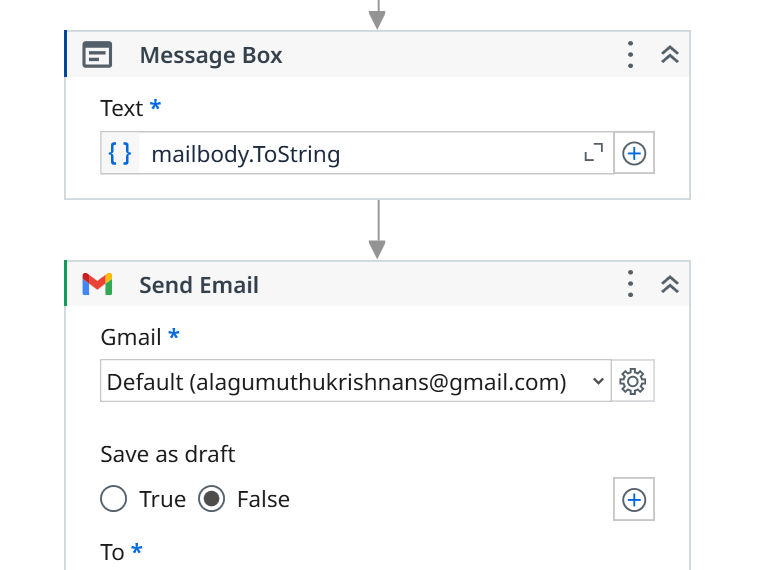 Message Box
Text *
{ } mailbody.ToString
Send Email
Gmail *
Default (alagumuthukrishnans@gmail.com)
Save as draft
True False
To *